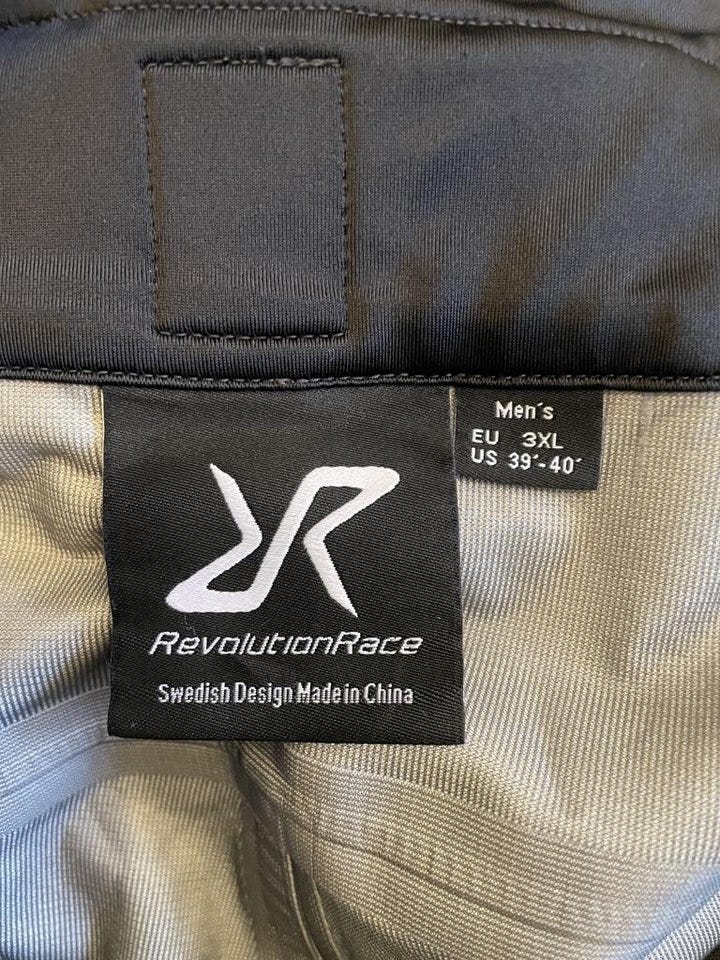 Men's
EU 3XL
US 39'-40'
RevolutionRace
Swedish Design Made in China